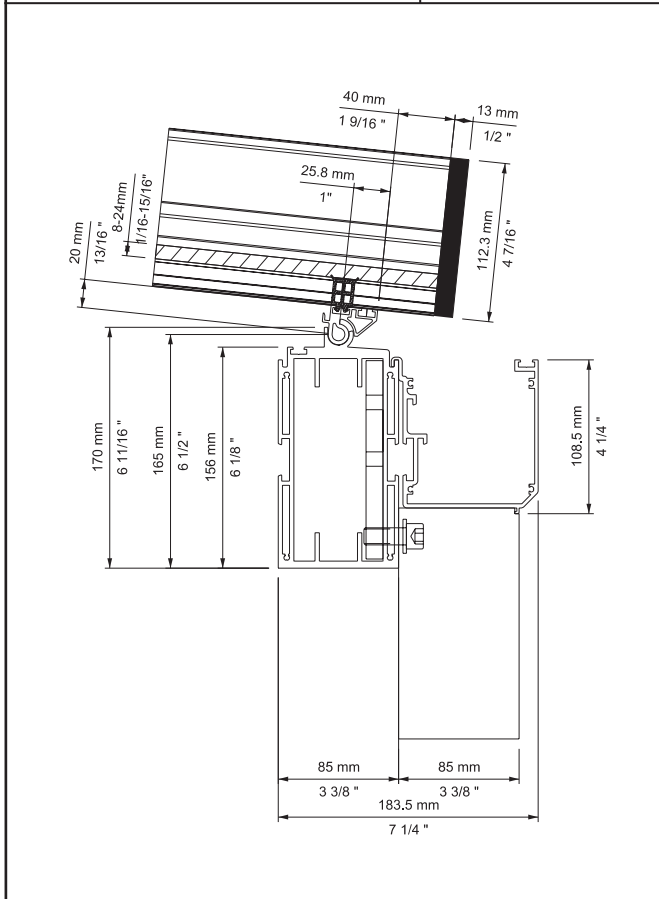 40 mm
1 9/16 "
13 mm
1/2 "
25.8 mm
1"
8-24mm
1/16-15/16"
20 mm
13/16 "
112.3 mm
4 7/16 "
170 mm
6 11/16 "
165 mm
6 1/2 "
156 mm
6 1/8 "
108.5 mm
4 1/4 "
85 mm
3 3/8 "
85 mm
3 3/8 "
183.5 mm
7 1/4 "